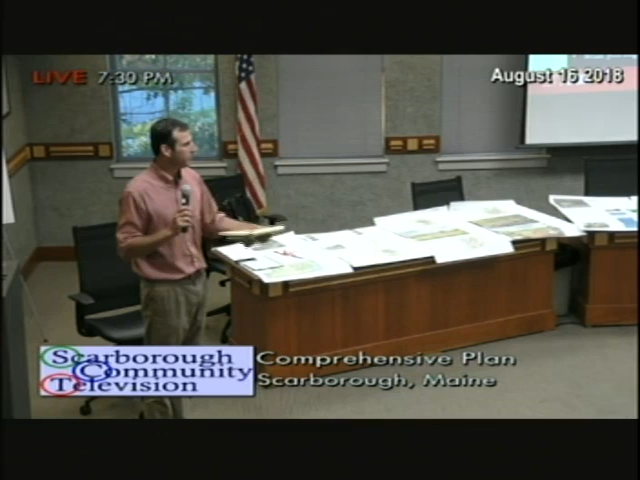 LIVE 7:30 PM
August 16 2018
Scarborough
Community
Television
Comprehensive Plan
Scarborough, Maine